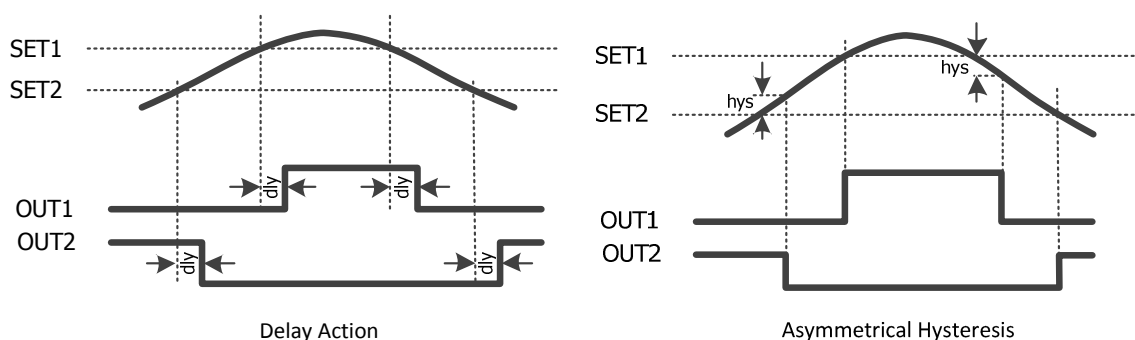 SET1
SET2
dly
dly
OUT1
OUT2
dly
dly
Delay Action
SET1
hys
hys
SET2
OUT1
OUT2
Asymmetrical Hysteresis